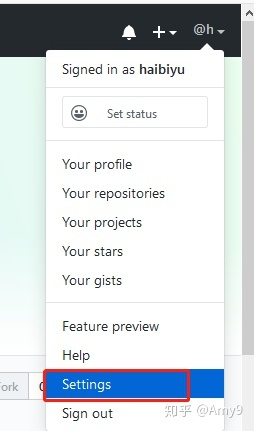 @h
Signed in as haibiyu
Set status
Your profile
Your repositories
Your projects
Your stars
Your gists
Feature preview
Help
Fork
Settings
Sign out
知乎 @Amy9